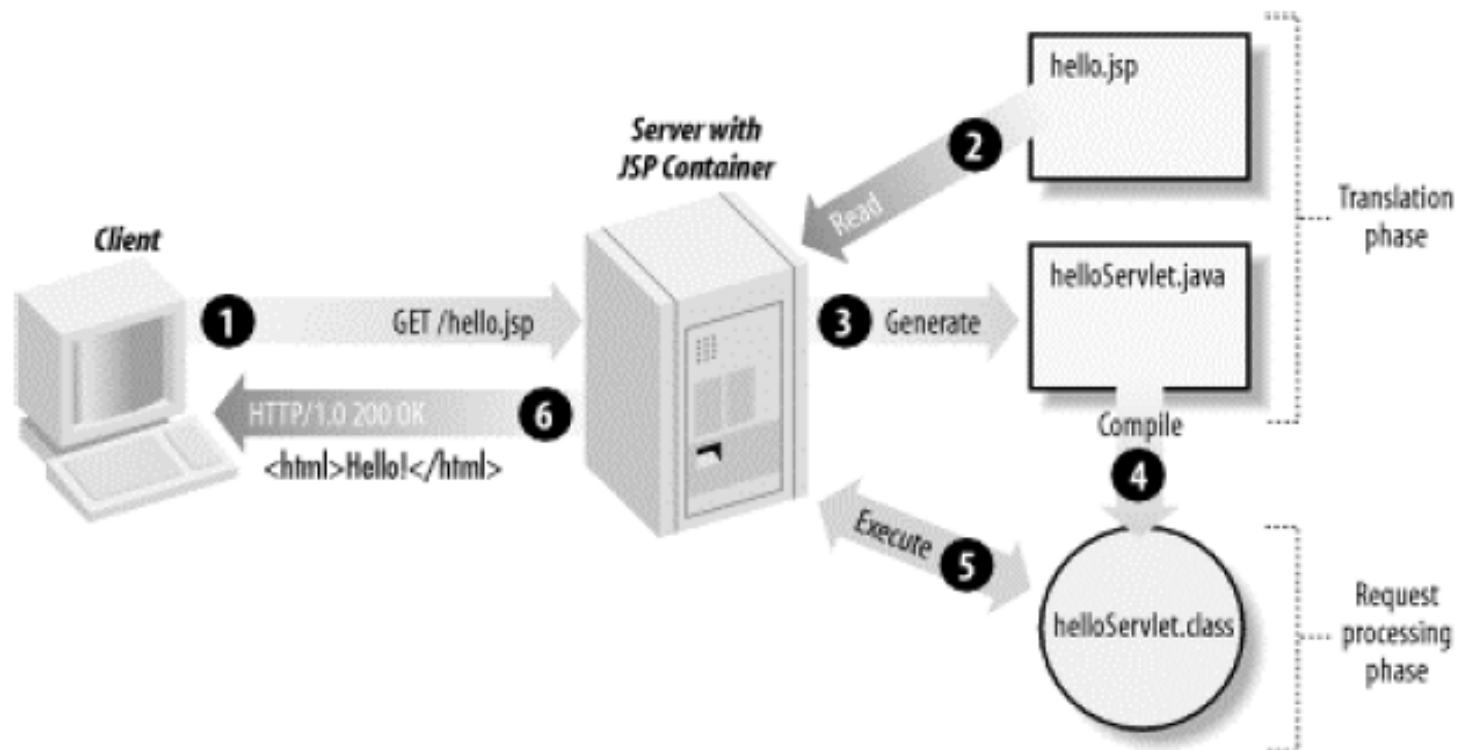 hello.jsp
Server with
JSP Container
2
Read
Translation
phase
Client
helloServlet.java
1
GET /hello.jsp
3
Generate
HTTP/1.0 200 OK
6
<html>Hello!</html>
Compile
4
Execute
5
helloServlet.class
Request
processing
phase